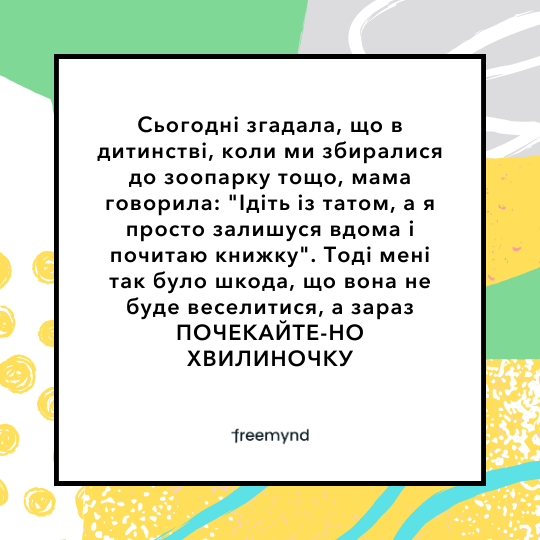 Сьогодні згадала, що в
дитинстві, коли ми збиралися
до зоопарку тощо, мама
говорила: "Ідіть із татом, а я
просто залишуся вдома і
почитаю книжку". Тоді мені
так було шкода, що вона не
буде веселитися, а зараз
ПОЧЕКАЙТЕ-НО
ХВИЛИНОЧКУ
freemynd